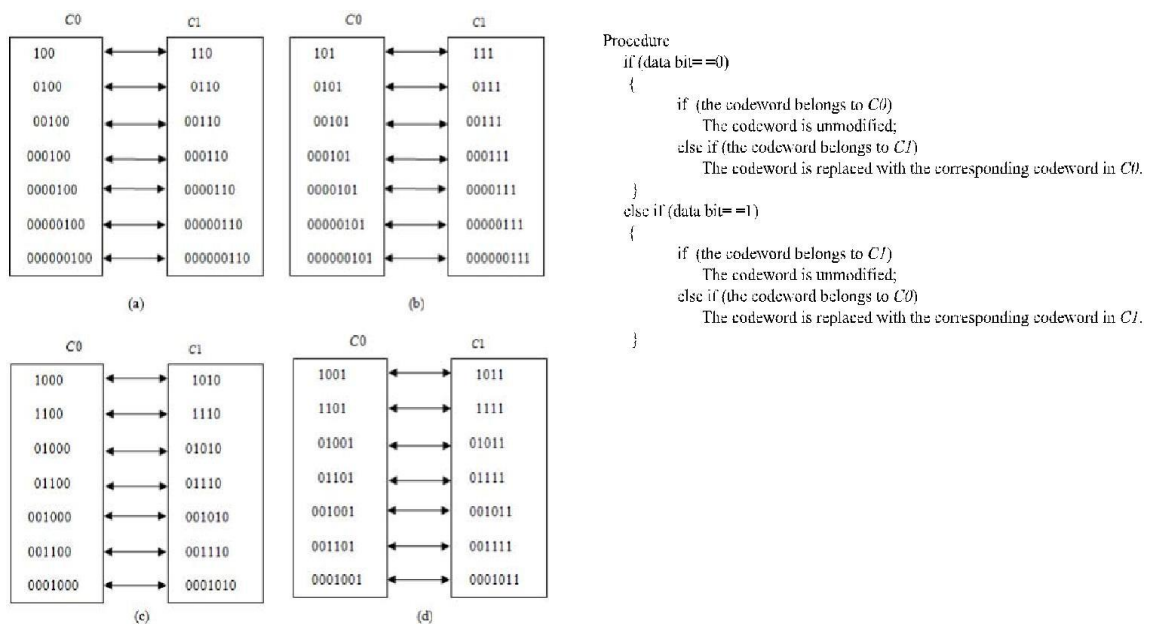 C0 C1
100 110
0100 0110
00100 00110
000100 000110
0000100 0000110
00000100 00000110
000000100 000000110
(a)
C0 C1
101 111
0101 0111
00101 00111
000101 000111
0000101 0000111
00000101 00000111
000000101 000000111
(b)
C0 C1
1000 1010
1100 1110
01000 01010
01100 01110
001000 001010
001100 001110
0001000 0001010
(c)
C0 C1
1001 1011
1101 1111
01001 01011
01101 01111
001001 001011
001101 001111
0001001 0001011
(d)
Procedure
if (data bit= =0)
{
if (the codeword belongs to C0)
The codeword is unmodified;
else if (the codeword belongs to C1)
The codeword is replaced with the corresponding codeword in C0.
}
else if (data bit= =1)
{
if (the codeword belongs to C1)
The codeword is unmodified;
else if (the codeword belongs to C0)
The codeword is replaced with the corresponding codeword in C1.
}